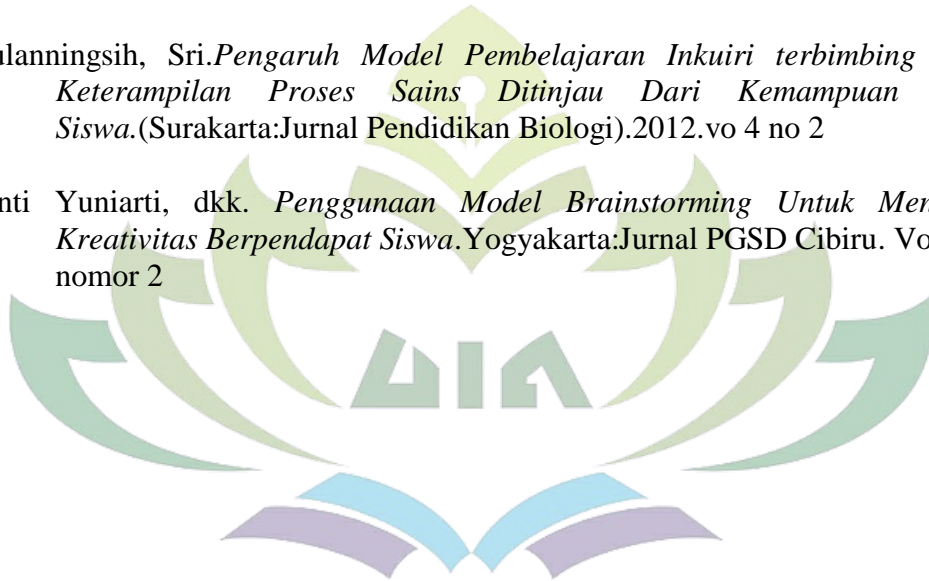 ulanningsih, Sri.Pengaruh Model Pembelajaran Inkuiri terbimbing
Keterampilan Proses Sains Ditinjau Dari Kemampuan
Siswa.(Surakarta:Jurnal Pendidikan Biologi).2012.vo 4 no 2
nti Yuniarti, dkk. Penggunaan Model Brainstorming Untuk Men
Kreativitas Berpendapat Siswa.Yogyakarta:Jurnal PGSD Cibiru. Vo
nomor 2
UIN